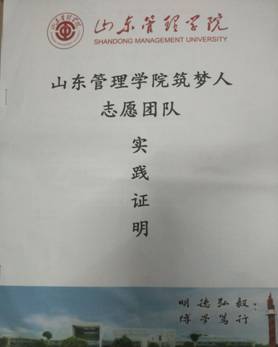 山东管理学院
SHANDONG MANAGEMENT UNIVERSITY
山东管理学院筑梦人
志愿团队
实
践
证
明
明德弘毅
博学笃行